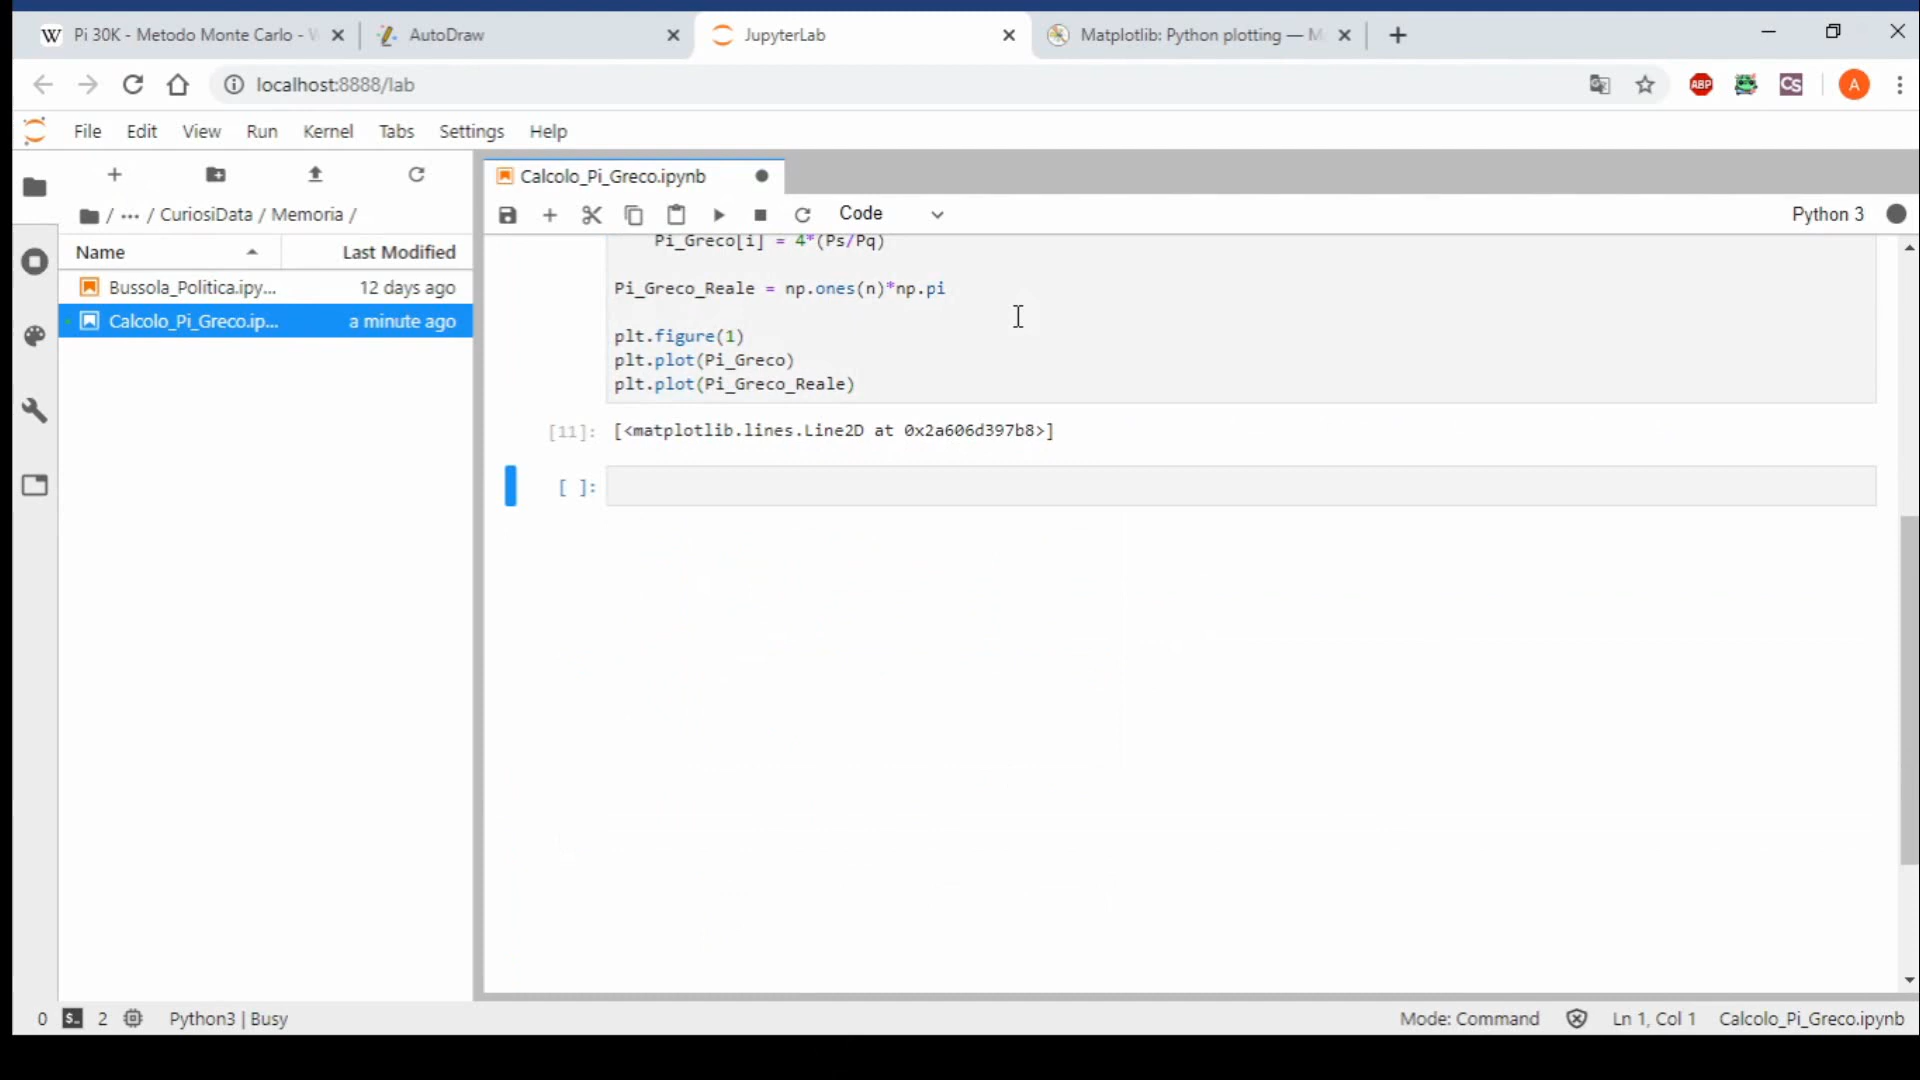 W Pi 30K - Metodo Monte Carlo -
AutoDraw
JupyterLab
Matplotlib: Python plotting — M
localhost:8888/lab
ABP
CS
A
File Edit View Run Kernel Tabs Settings Help
Calcolo_Pi_Greco.ipynb
/ ··· / CuriosiData / Memoria /
Code
Python 3
Name Last Modified
Bussola_Politica.ipy... 12 days ago
Calcolo_Pi_Greco.ip... a minute ago
Pi_Greco[i] = 4*(Ps/Pq)
Pi_Greco_Reale = np.ones(n)*np.pi
plt.figure(1)
plt.plot(Pi_Greco)
plt.plot(Pi_Greco_Reale)
[11]: [<matplotlib.lines.Line2D at 0x2a606d397b8>]
[ ]:
0 $_ 2 Python3 | Busy Mode: Command Ln 1, Col 1 Calcolo_Pi_Greco.ipynb